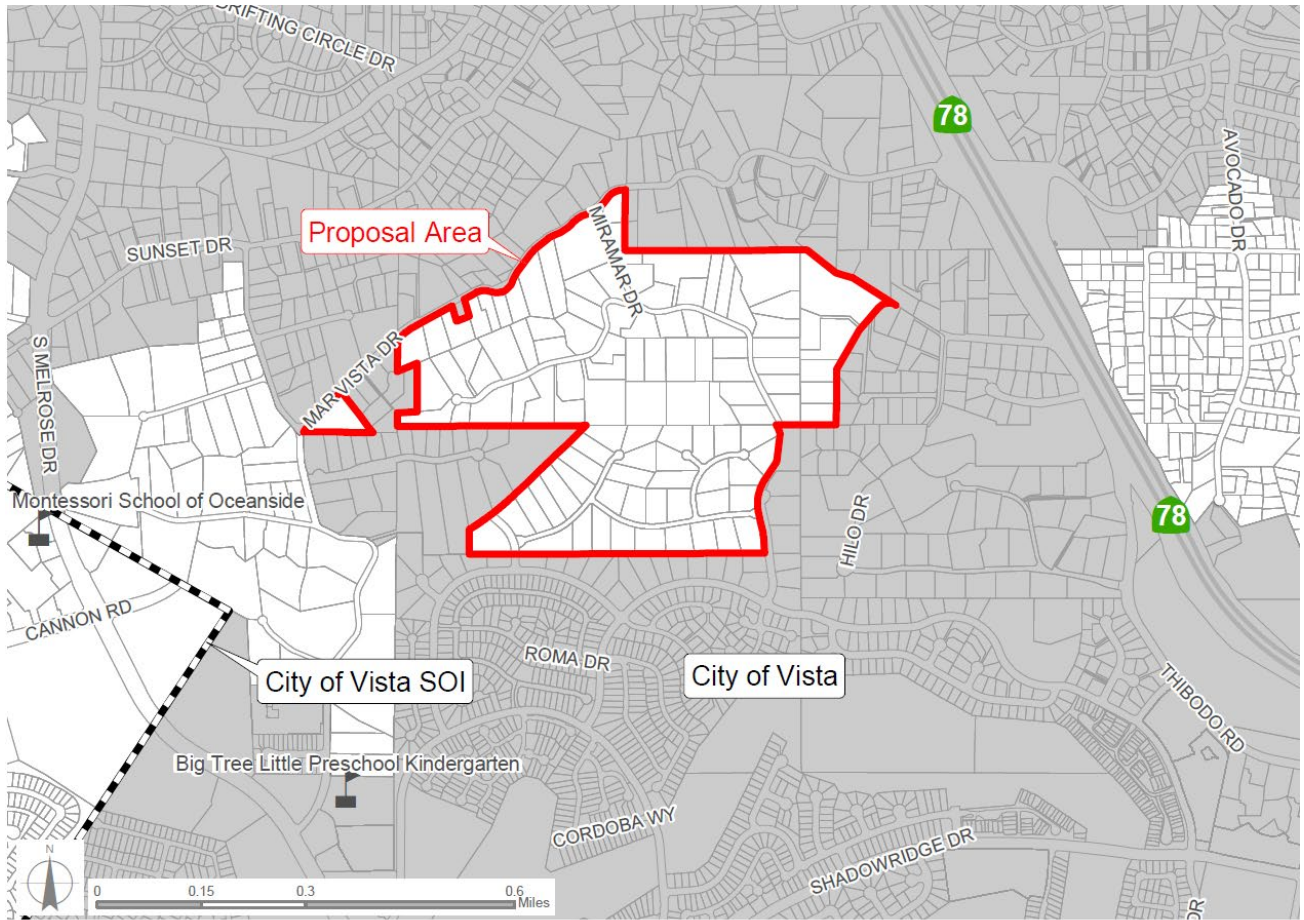 DRIFTING CIRCLE DR
78
AVOCADO DR
Proposal Area
MIRAMAR DR
SUNSET DR
S MELROSE DR
MAR VISTA DR
Montessori School of Oceanside
78
HILO DR
CANNON RD
ROMA DR
City of Vista SOI
City of Vista
THIBODO RD
Big Tree Little Preschool Kindergarten
CORDOBA WY
SHADOWRIDGE DR
N
0 0.15 0.3 0.6
Miles
DR